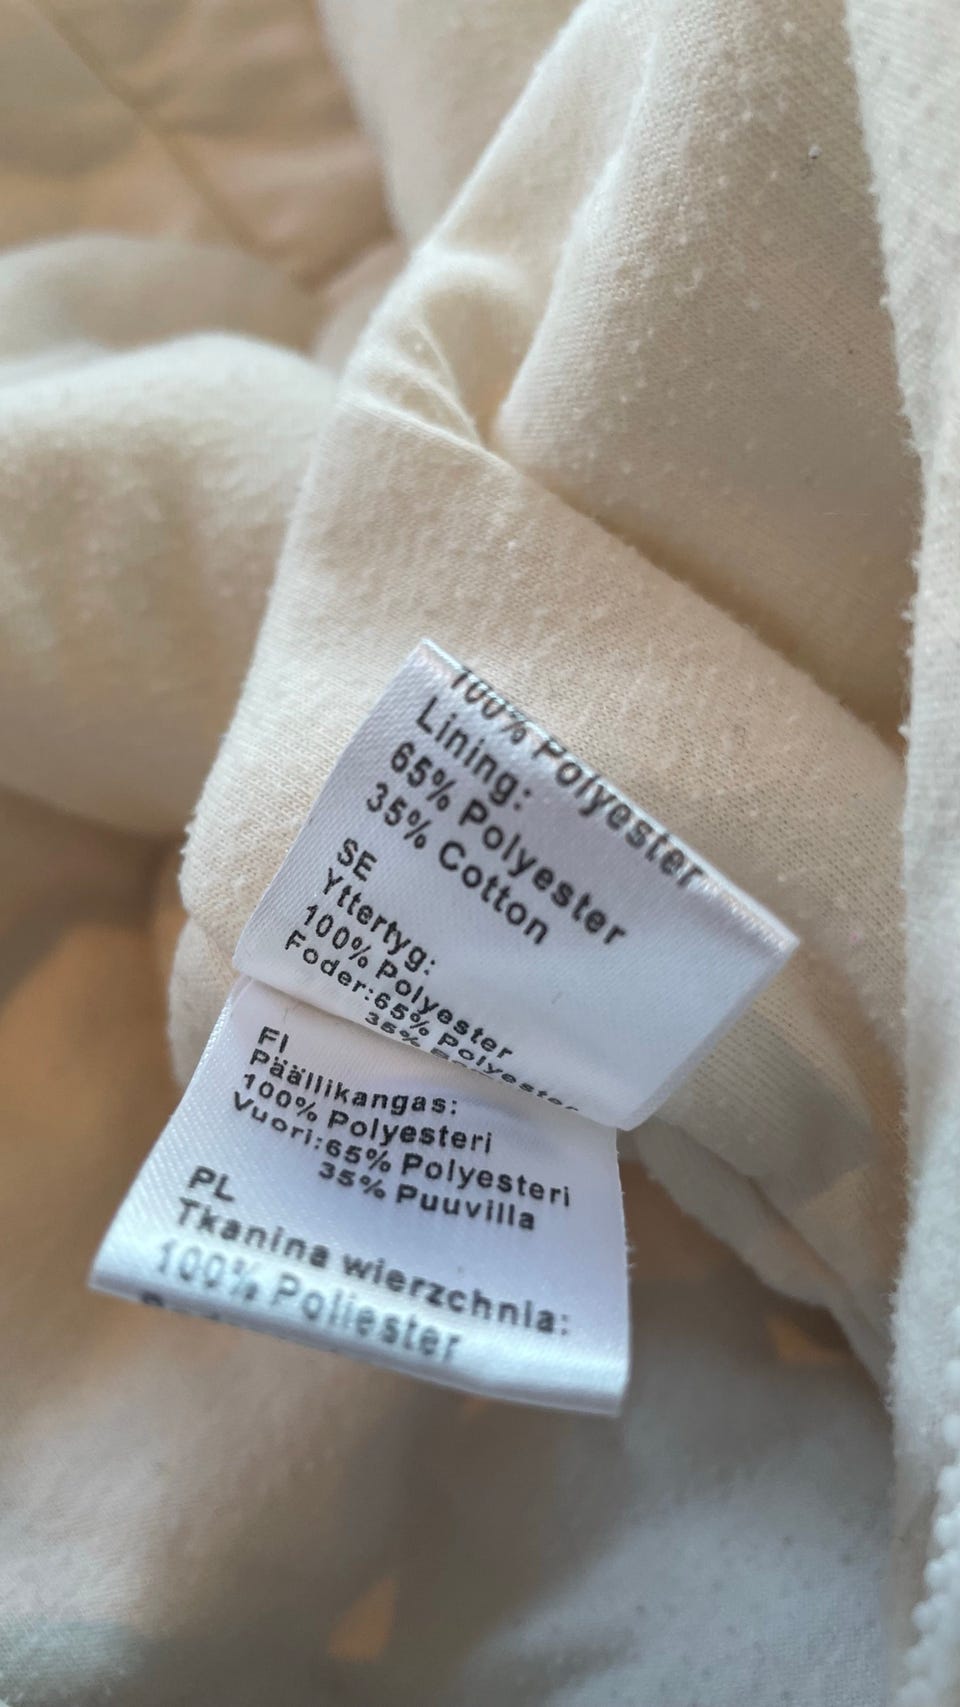 100% Polyester
Lining:
65% Polyester
35% Cotton
SE
Yttertyg:
100% Polyester
Foder:65% Polyester
35%
FI
Päällikangas:
100% Polyesteri
Vuori:65% Polyesteri
35% Puuvilla
PL
Tkanina wierzchnia:
100% Poliester